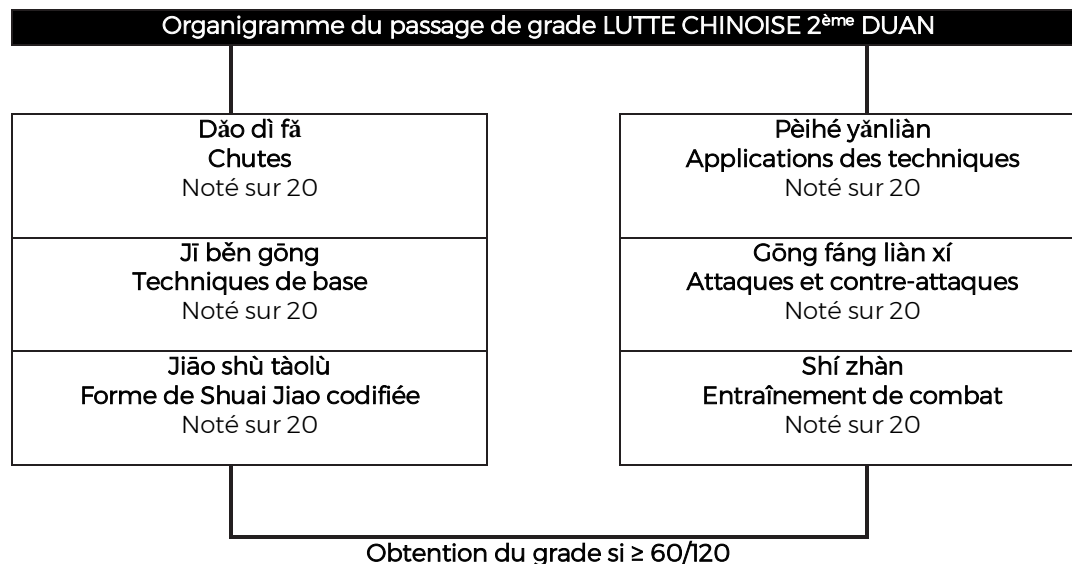 Organigramme du passage de grade LUTTE CHINOISE 2ème DUAN
Dǎo dì fǎ
Chutes
Noté sur 20
Jī běn gōng
Techniques de base
Noté sur 20
Jiāo shù tàolù
Forme de Shuai Jiao codifiée
Noté sur 20
Pèihé yǎnliàn
Applications des techniques
Noté sur 20
Gōng fáng liàn xí
Attaques et contre-attaques
Noté sur 20
Shí zhàn
Entraînement de combat
Noté sur 20
Obtention du grade si ≥ 60/120